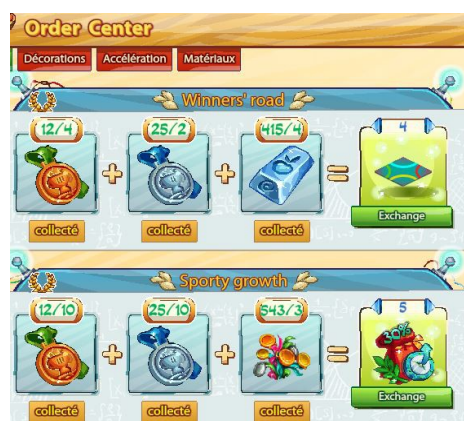 Order Center
Décorations Accélération Matériaux
Winners' road
12/4 25/2 415/4 4
collecté collecté collecté Exchange
Sporty growth
12/10 25/10 543/3 5
30%
collecté collecté collecté Exchange